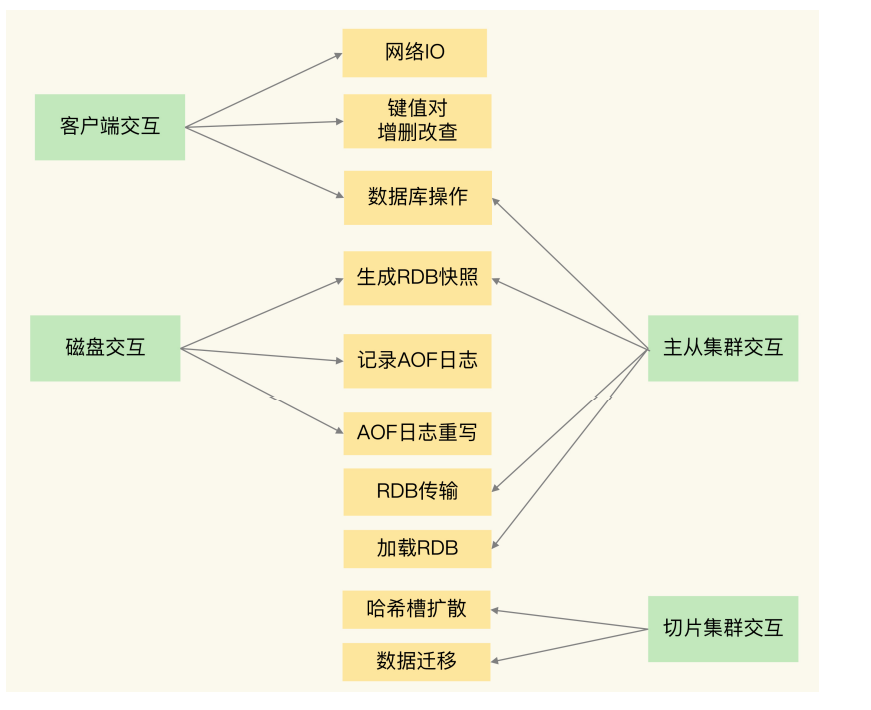 网络IO
客户端交互
键值对
增删改查
数据库操作
生成RDB快照
磁盘交互
主从集群交互
记录AOF日志
AOF日志重写
RDB传输
加载RDB
哈希槽扩散
切片集群交互
数据迁移